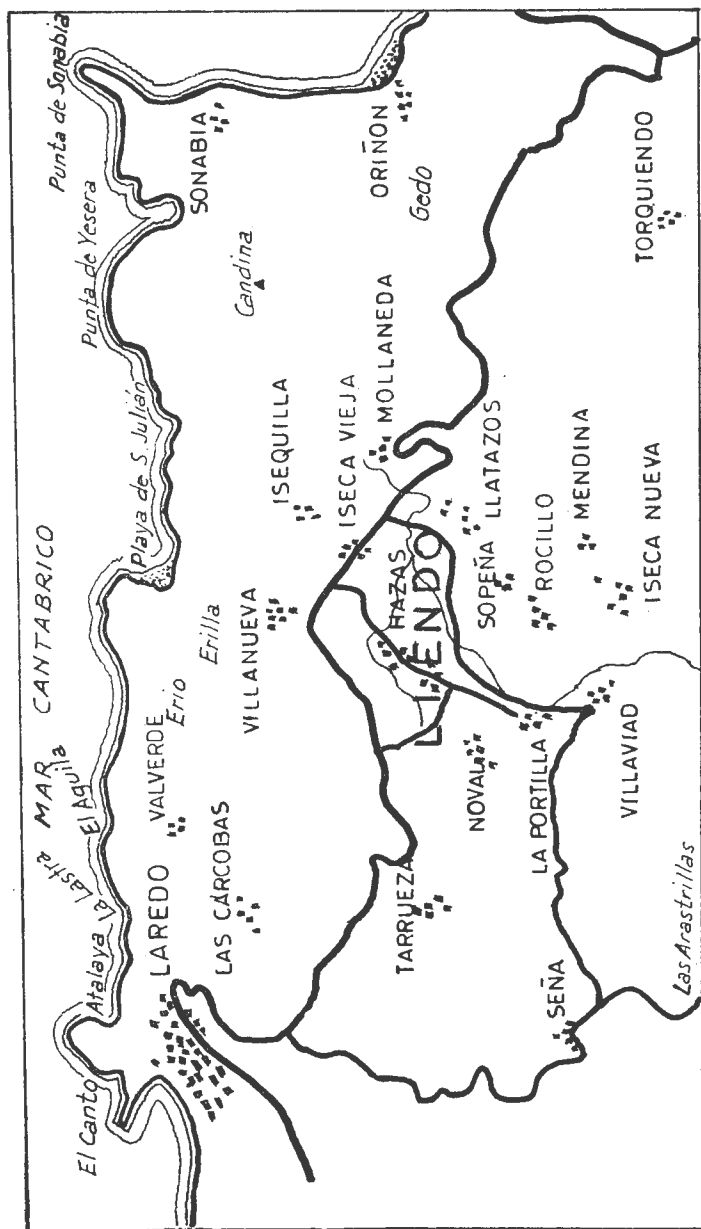 MAR CANTABRICO
El Canto
Atalaya
La Lastra
El Aguila
Playa de S. Julián
Punta de Yesera
Punta de Sonabia
LAREDO
VALVERDE
Erio
SONABIA
LAS CÁRCOBAS
Erilla
VILLANUEVA
ISEQUILLA
Candina
ISECA VIEJA
MOLLANEDA
ORIÑON
Gedo
TARRUEZA
HAZAS
LIENDO
NOVAL
SOPEÑA
LLATAZOS
LA PORTILLA
ROCILLO
SEÑA
MENDINA
VILLAVIAD
ISECA NUEVA
TORQUIENDO
Las Arastrillas